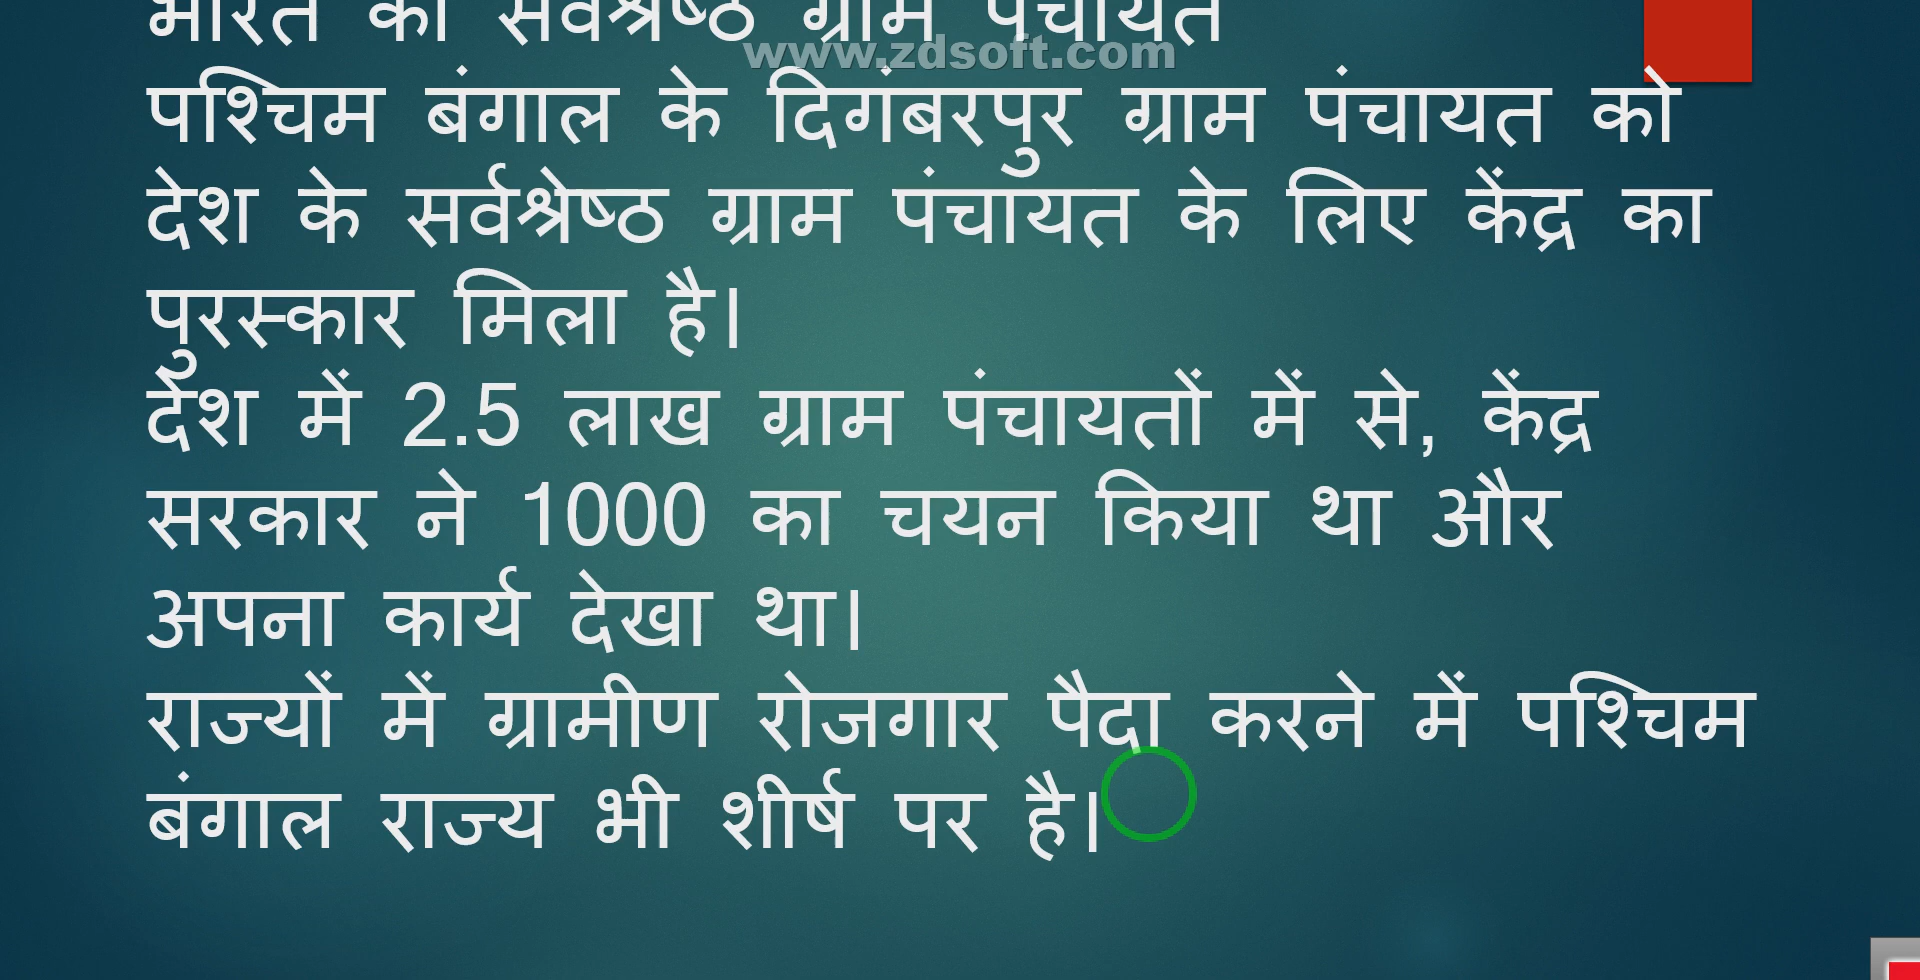 भारत का सर्वश्रेष्ठ ग्राम पंचायत
www.zdsoft.com
पश्चिम बंगाल के दिगंबरपुर ग्राम पंचायत को
देश के सर्वश्रेष्ठ ग्राम पंचायत के लिए केंद्र का
पुरस्कार मिला है।
देश में 2.5 लाख ग्राम पंचायतों में से, केंद्र
सरकार ने 1000 का चयन किया था और
अपना कार्य देखा था।
राज्यों में ग्रामीण रोजगार पैदा करने में पश्चिम
बंगाल राज्य भी शीर्ष पर है।